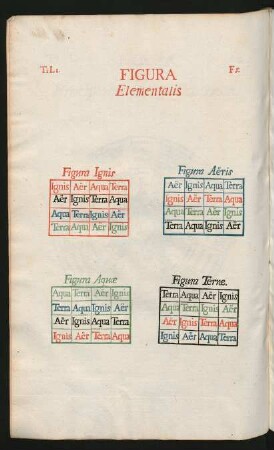 T:L1. FIGURA F5.
Elementalis
Figura Ignis
Ignis Aër Aqua Terra
Aër Ignis Terra Aqua
Aqua Terra Ignis Aër
Terra Aqua Aër Ignis
Figura Aëris
Aër Ignis Aqua Terra
Ignis Aër Terra Aqua
Aqua Terra Aër Ignis
Terra Aqua Ignis Aër
Figura Aquæ
Aqua Terra Aër Ignis
Terra Aqua Ignis Aër
Aër Ignis Aqua Terra
Ignis Aër Terra Aqua
Figura Terræ.
Terra Aqua Aër Ignis
Aqua Terra Ignis Aër
Aër Ignis Terra Aqua
Ignis Aër Aqua Terra